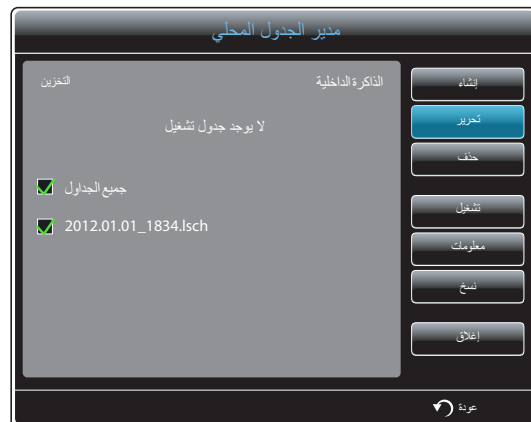 مدير الجدول المحلي
الذاكرة الداخلية
التخزين
لا يوجد جدول تشغيل
جميع الجداول
2012.01.01_1834.lsch
إنشاء
تحرير
حذف
تشغيل
معلومات
نسخ
إغلاق
عودة